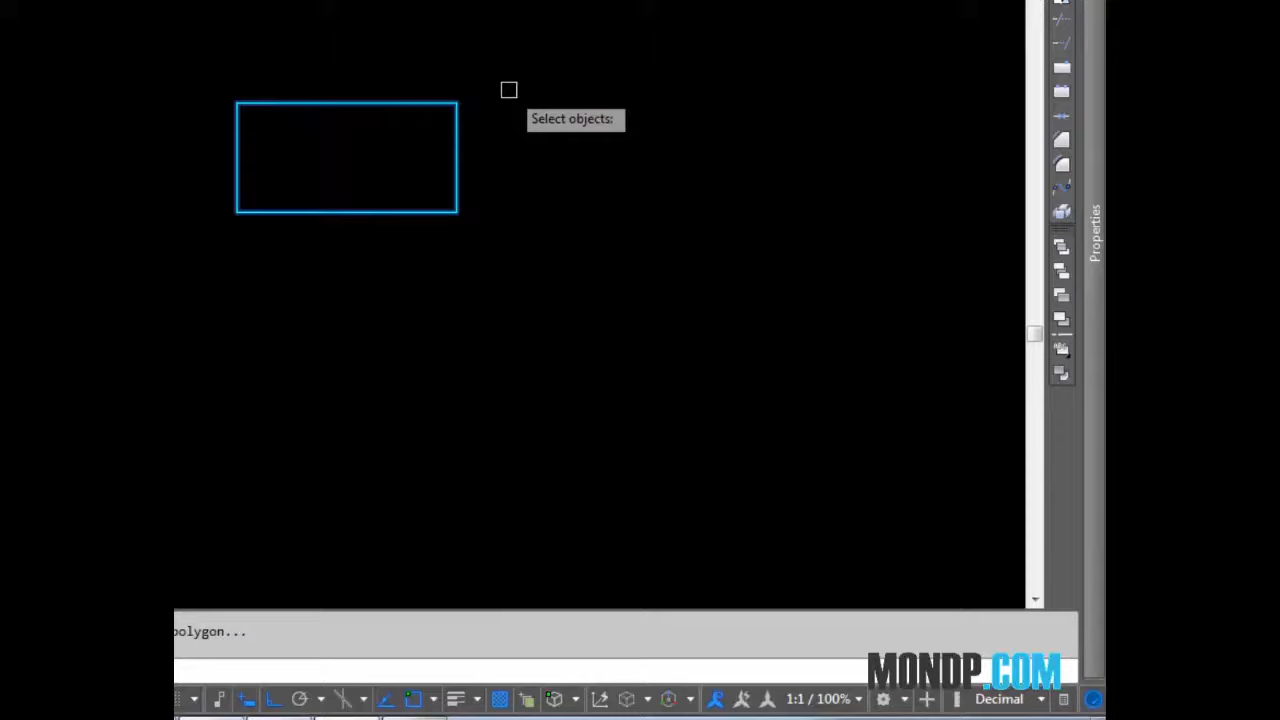 Select objects:
Properties
polygon...
MONDP.COM
1:1 / 100%
Decimal